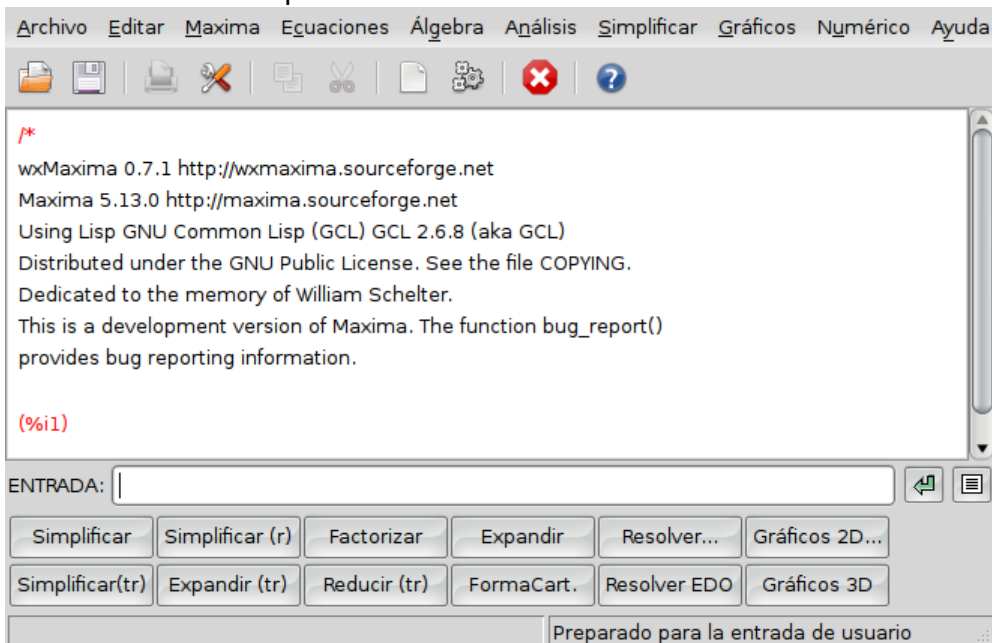 Archivo Editar Maxima Ecuaciones Álgebra Análisis Simplificar Gráficos Numérico Ayuda
/*
wxMaxima 0.7.1 http://wxmaxima.sourceforge.net
Maxima 5.13.0 http://maxima.sourceforge.net
Using Lisp GNU Common Lisp (GCL) GCL 2.6.8 (aka GCL)
Distributed under the GNU Public License. See the file COPYING.
Dedicated to the memory of William Schelter.
This is a development version of Maxima. The function bug_report()
provides bug reporting information.
(%i1)
ENTRADA:
Simplificar Simplificar (r) Factorizar Expandir Resolver... Gráficos 2D...
Simplificar(tr) Expandir (tr) Reducir (tr) FormaCart. Resolver EDO Gráficos 3D
Preparado para la entrada de usuario